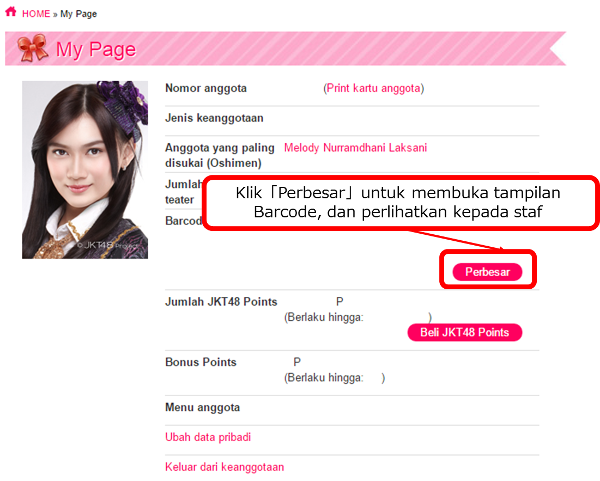 HOME » My Page
My Page
Nomor anggota (Print kartu anggota)
Jenis keanggotaan
Anggota yang paling Melody Nurramdhani Laksani
disukai (Oshimen)
Jumlah
teater
Klik「Perbesar」untuk membuka tampilan
Barcode, dan perlihatkan kepada staf
Barcod
© JKT48 Project
Perbesar
Jumlah JKT48 Points P
(Berlaku hingga: )
Beli JKT48 Points
Bonus Points P
(Berlaku hingga: )
Menu anggota
Ubah data pribadi
Keluar dari keanggotaan